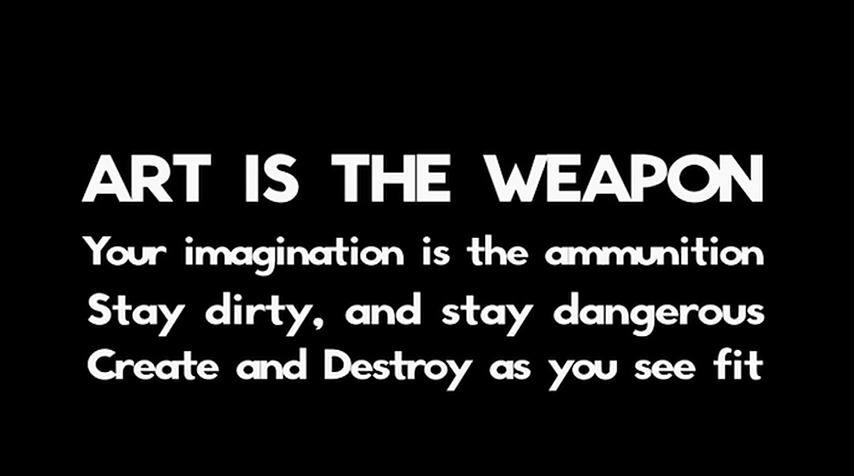 ART IS THE WEAPON
Your imagination is the ammunition
Stay dirty, and stay dangerous
Create and Destroy as you see fit